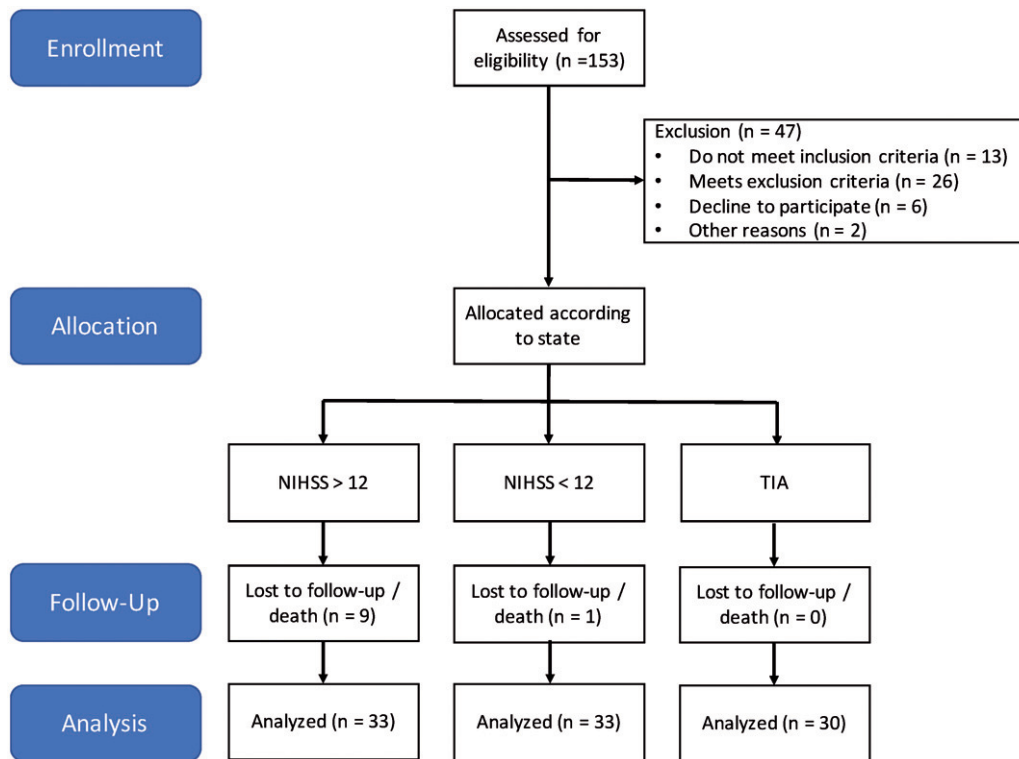 Enrollment
Assessed for
eligibility (n =153)
Exclusion (n = 47)
• Do not meet inclusion criteria (n = 13)
• Meets exclusion criteria (n = 26)
• Decline to participate (n = 6)
• Other reasons (n = 2)
Allocation
Allocated according
to state
NIHSS > 12
NIHSS < 12
TIA
Follow-Up
Lost to follow-up /
death (n = 9)
Lost to follow-up /
death (n = 1)
Lost to follow-up /
death (n = 0)
Analysis
Analyzed (n = 33)
Analyzed (n = 33)
Analyzed (n = 30)